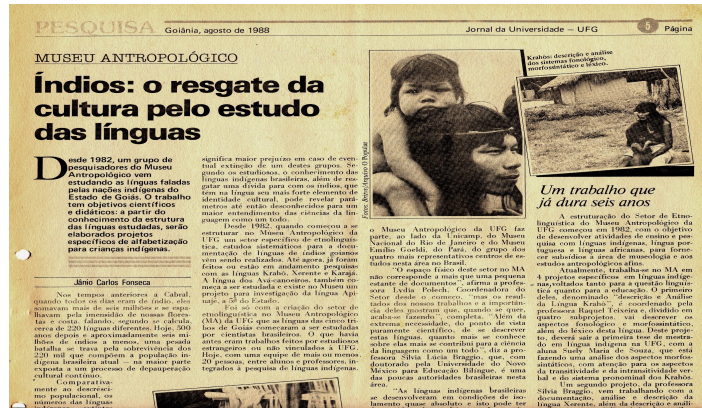 PESQUISA Goiânia, agosto de 1988 Jornal da Universidade — UFG 5 Página
MUSEU ANTROPOLÓGICO
Índios: o resgate da
cultura pelo estudo
das línguas
Desde 1982, um grupo de
pesquisadores do Museu
Antropológico vem
estudando as línguas faladas
pelas nações indígenas do
Estado de Goiás. O trabalho
tem objetivos científicos
e didáticos: a partir do
conhecimento da estrutura
das línguas estudadas, serão
elaborados projetos
específicos de alfabetização
para crianças indígenas.
Jânio Carlos Fonseca
Nos tempos anteriores a Cabral,
quando todos os dias eram de índio, eles
somavam mais de seis milhões e se espa-
lhavam pela imensidão de nossas flores-
tas e costa, falando, segundo se calcula,
cerca de 220 línguas diferentes. Hoje, 500
anos depois e aproximadamente seis mi-
lhões de índios a menos, uma pesada
batalha se trava pela sobrevivência dos
220 mil que compõem a população in-
dígena brasileira atual — na maior parte
exposta a um processo de depauperação
cultural contínuo.
Comparativa-
mente ao decrésci-
mo populacional, os
números das línguas
significa maior prejuízo em caso de even-
tual extinção de um destes grupos. Se-
gundo os estudiosos, o conhecimento das
línguas indígenas brasileiras, além de res-
gatar uma dívida para com os índios, que
têm na língua seu mais forte elemento de
identidade cultural, pode revelar parâ-
metros até então desconhecidos para um
maior entendimento das ciências da lin-
guagem como um todo.
Desde 1982, quando começou a se
estruturar no Museu Antropológico da
UFG um setor específico de etnolinguísti-
ca, estudos sistemáticos para a docu-
mentação de línguas de índios goianos
vêm sendo realizados. Até agora, já foram
feitos ou estão em andamento pesquisas
com as línguas Krahô, Xerente e Karajá.
A língua dos Avá-canoeiros, também co-
meça a ser estudada e existe no Museu um
projeto para investigação da língua Api-
najé, a 5ª do Estado.
Foi só com a criação do setor de
etnolinguística no Museu Antropológico
(MA) da UFG que as línguas das cinco tri-
bos de Goiás começaram a ser estudadas
por cientistas brasileiros. O que havia
antes eram trabalhos feitos por estudiosos
estrangeiros ou não vinculados à UFG.
Hoje, com uma equipe de mais ou menos
20 pessoas, entre alunos e professores, in-
tegrados à pesquisa de línguas indígenas,
Krahôs: descrição e análise
dos sistemas fonológico,
morfossintático e léxico.
o Museu Antropológico da UFG faz
parte, ao lado da Unicamp, do Museu
Nacional do Rio de Janeiro e do Museu
Emílio Goeldi, do Pará, do grupo dos
quatro mais representativos centros de es-
tudos nesta área no Brasil.
"O espaço físico deste setor no MA
não corresponde a mais que uma pequena
estante de documentos", afirma a profes-
sora Lydia Polech, Coordenadora do
Setor desde o começo, "mas os resul-
tados dos nossos trabalhos e a importân-
cia deles mostram que, quando se quer,
acaba-se fazendo", completa. "Além da
extrema necessidade, do ponto de vista
puramente científico, de se descrever
estas línguas, quanto mais se conhece
sobre elas mais se contribui para a ciência
da linguagem como um todo", diz a pro-
fessora Sílvia Lúcia Braggio, que, com
doutorado pela Universidade do Novo
México para Educação Bilíngüe, é uma
das poucas autoridades brasileiras nesta
área.
"As línguas indígenas brasileiras
se desenvolveram em condições de iso-
lamento quase absoluto e isto pode ter
Um trabalho que
já dura seis anos
A estruturação do Setor de Etno-
linguística do Museu Antropológico da
UFG começou em 1982, com o objetivo
de desenvolver atividades de ensino e pes-
quisa com línguas indígenas, língua por-
tuguesa e línguas africanas, para forne-
cer subsídios a área de museologia e aos
estudos antropológicos afins.
Atualmente, trabalha-se no MA em
4 projetos específicos em línguas indíge-
nas, voltados tanto para a questão linguís-
tica quanto para a educação. O primeiro
deles, denominado "Descrição e Análise
da Língua Krahô", é coordenado pela
professora Raquel Teixeira e, dividido em
quatro subprojetos, vai descrever os
aspectos fonológico e morfossintático,
além do léxico desta língua. Deste proje-
to, deverá sair a primeira tese de mestra-
do em língua indígena na UFG, com a
aluna Suely Maria de Souza, que está
fazendo uma análise dos aspectos morfos-
sintáticos, com atenção para os aspectos
da transitividade e da intransitividade ver-
bal e do sistema pronominal dos Krahôs.
Um segundo projeto, da professora
Sílvia Braggio, vem trabalhando com a
documentação, análise e descrição da
língua Xerente, além da descrição e análi-